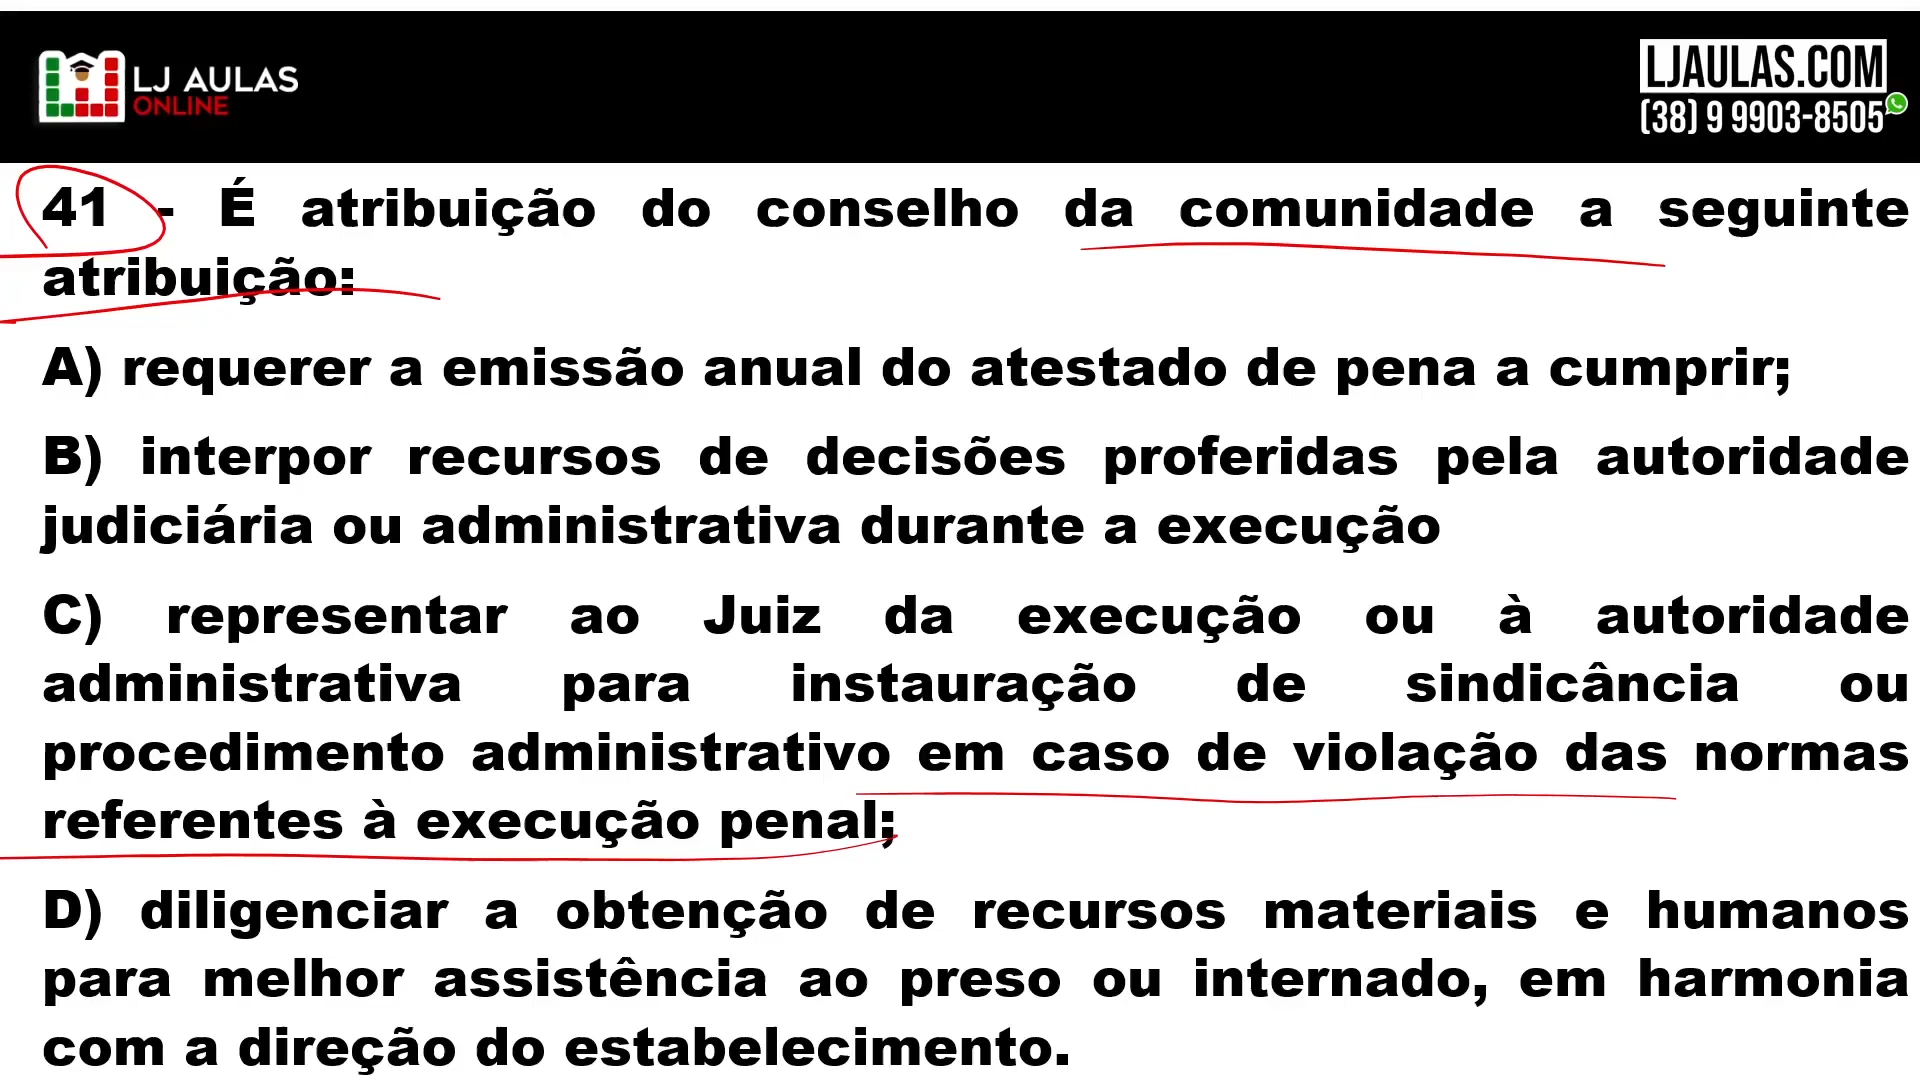 LJ AULAS
ONLINE
LJAULAS.COM
(38) 9 9903-8505
41 - É atribuição do conselho da comunidade a seguinte
atribuição:
A) requerer a emissão anual do atestado de pena a cumprir;
B) interpor recursos de decisões proferidas pela autoridade
judiciária ou administrativa durante a execução
C) representar ao Juiz da execução ou à autoridade
administrativa para instauração de sindicância ou
procedimento administrativo em caso de violação das normas
referentes à execução penal;
D) diligenciar a obtenção de recursos materiais e humanos
para melhor assistência ao preso ou internado, em harmonia
com a direção do estabelecimento.